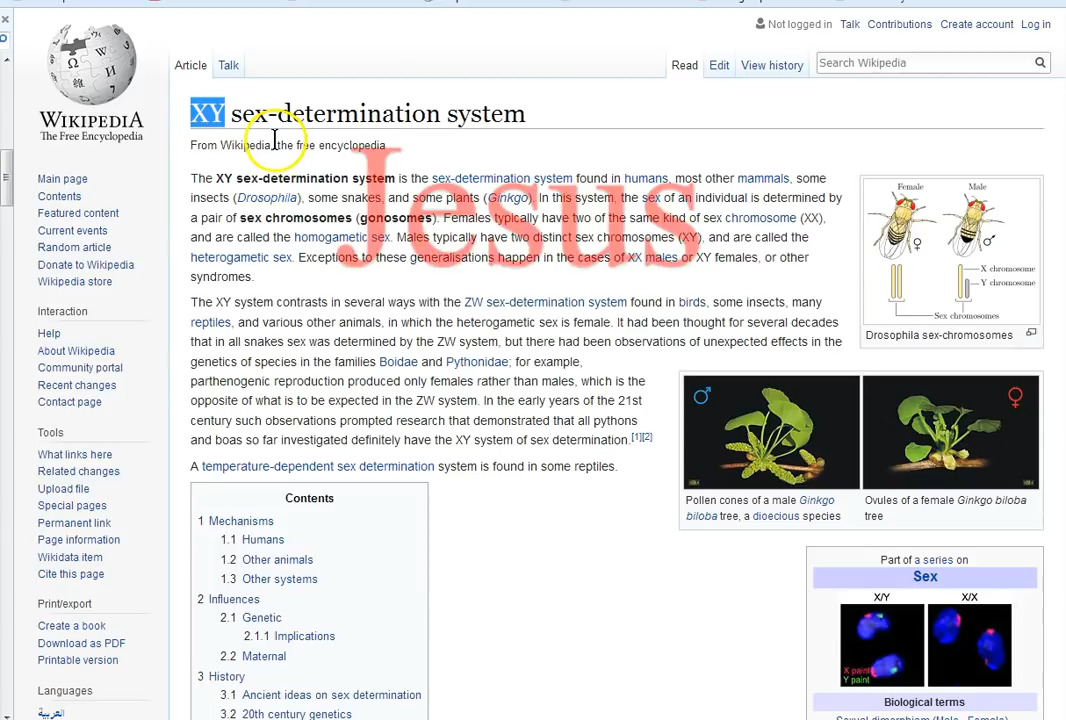 Not logged in Talk Contributions Create account Log in
Article Talk Read Edit View history Search Wikipedia
WIKIPEDIA
The Free Encyclopedia
XY sex-determination system
From Wikipedia, the free encyclopedia
Jesus
The XY sex-determination system is the sex-determination system found in humans, most other mammals, some
insects (Drosophila), some snakes, and some plants (Ginkgo). In this system, the sex of an individual is determined by
a pair of sex chromosomes (gonosomes). Females typically have two of the same kind of sex chromosome (XX),
and are called the homogametic sex. Males typically have two distinct sex chromosomes (XY), and are called the
heterogametic sex. Exceptions to these generalisations happen in the cases of XX males or XY females, or other
syndromes.
The XY system contrasts in several ways with the ZW sex-determination system found in birds, some insects, many
reptiles, and various other animals, in which the heterogametic sex is female. It had been thought for several decades
that in all snakes sex was determined by the ZW system, but there had been observations of unexpected effects in the
genetics of species in the families Boidae and Pythonidae; for example,
parthenogenic reproduction produced only females rather than males, which is the
opposite of what is to be expected in the ZW system. In the early years of the 21st
century such observations prompted research that demonstrated that all pythons
and boas so far investigated definitely have the XY system of sex determination.[1][2]
A temperature-dependent sex determination system is found in some reptiles.
Contents
1 Mechanisms
1.1 Humans
1.2 Other animals
1.3 Other systems
2 Influences
2.1 Genetic
2.1.1 Implications
2.2 Maternal
3 History
3.1 Ancient ideas on sex determination
3.2 20th century genetics
Female Male
♀ ♂
X chromosome
Y chromosome
Sex chromosomes
Drosophila sex-chromosomes
♂ ♀
Pollen cones of a male Ginkgo
biloba tree, a dioecious species
Ovules of a female Ginkgo biloba
tree
Part of a series on
Sex
X/Y X/X
X paint
Y paint
Biological terms
Sexual dimorphism (Male · Female)
Main page
Contents
Featured content
Current events
Random article
Donate to Wikipedia
Wikipedia store
Interaction
Help
About Wikipedia
Community portal
Recent changes
Contact page
Tools
What links here
Related changes
Upload file
Special pages
Permanent link
Page information
Wikidata item
Cite this page
Print/export
Create a book
Download as PDF
Printable version
Languages
العربية